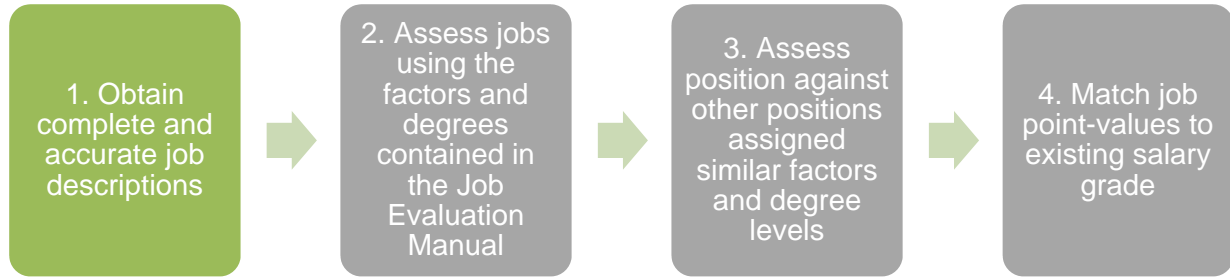 1. Obtain
complete and
accurate job
descriptions
2. Assess jobs
using the
factors and
degrees
contained in
the Job
Evaluation
Manual
3. Assess
position against
other positions
assigned
similar factors
and degree
levels
4. Match job
point-values to
existing salary
grade